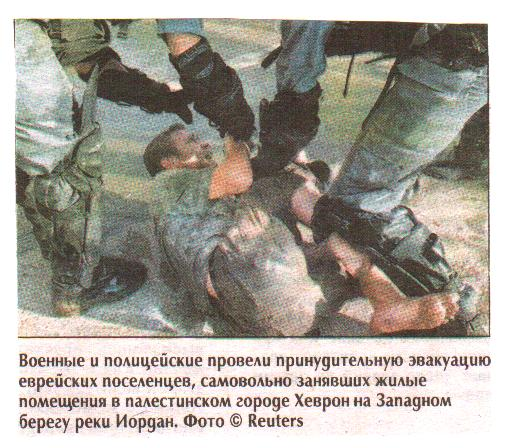 Военные и полицейские провели принудительную эвакуацию
еврейских поселенцев, самовольно занявших жилые
помещения в палестинском городе Хеврон на Западном
берегу реки Иордан. Фото © Reuters